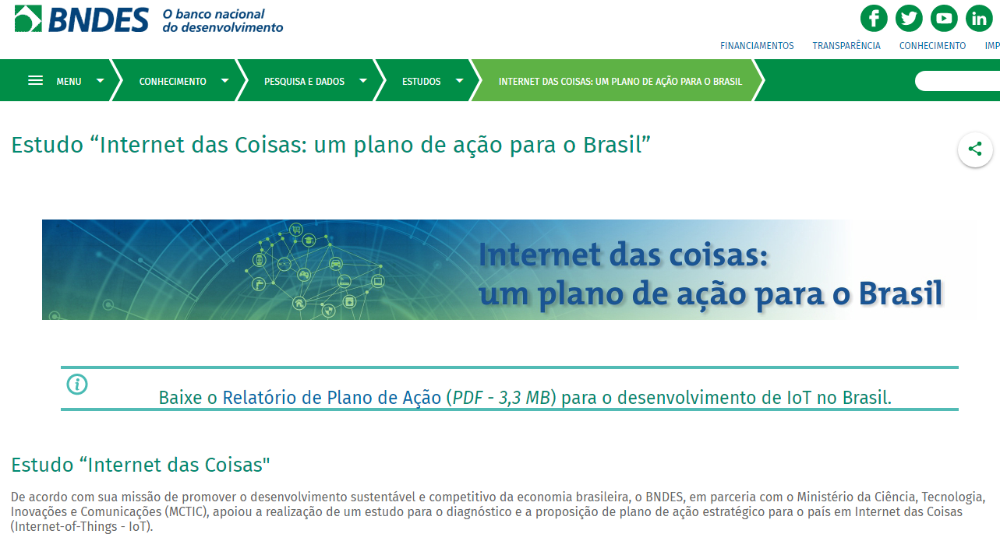 BNDES O banco nacional
do desenvolvimento
FINANCIAMENTOS TRANSPARÊNCIA CONHECIMENTO IMP
MENU CONHECIMENTO PESQUISA E DADOS ESTUDOS INTERNET DAS COISAS: UM PLANO DE AÇÃO PARA O BRASIL
Estudo “Internet das Coisas: um plano de ação para o Brasil”
Internet das coisas:
um plano de ação para o Brasil
Baixe o Relatório de Plano de Ação (PDF - 3,3 MB) para o desenvolvimento de IoT no Brasil.
Estudo “Internet das Coisas"
De acordo com sua missão de promover o desenvolvimento sustentável e competitivo da economia brasileira, o BNDES, em parceria com o Ministério da Ciência, Tecnologia,
Inovações e Comunicações (MCTIC), apoiou a realização de um estudo para o diagnóstico e a proposição de plano de ação estratégico para o país em Internet das Coisas
(Internet-of-Things - IoT).